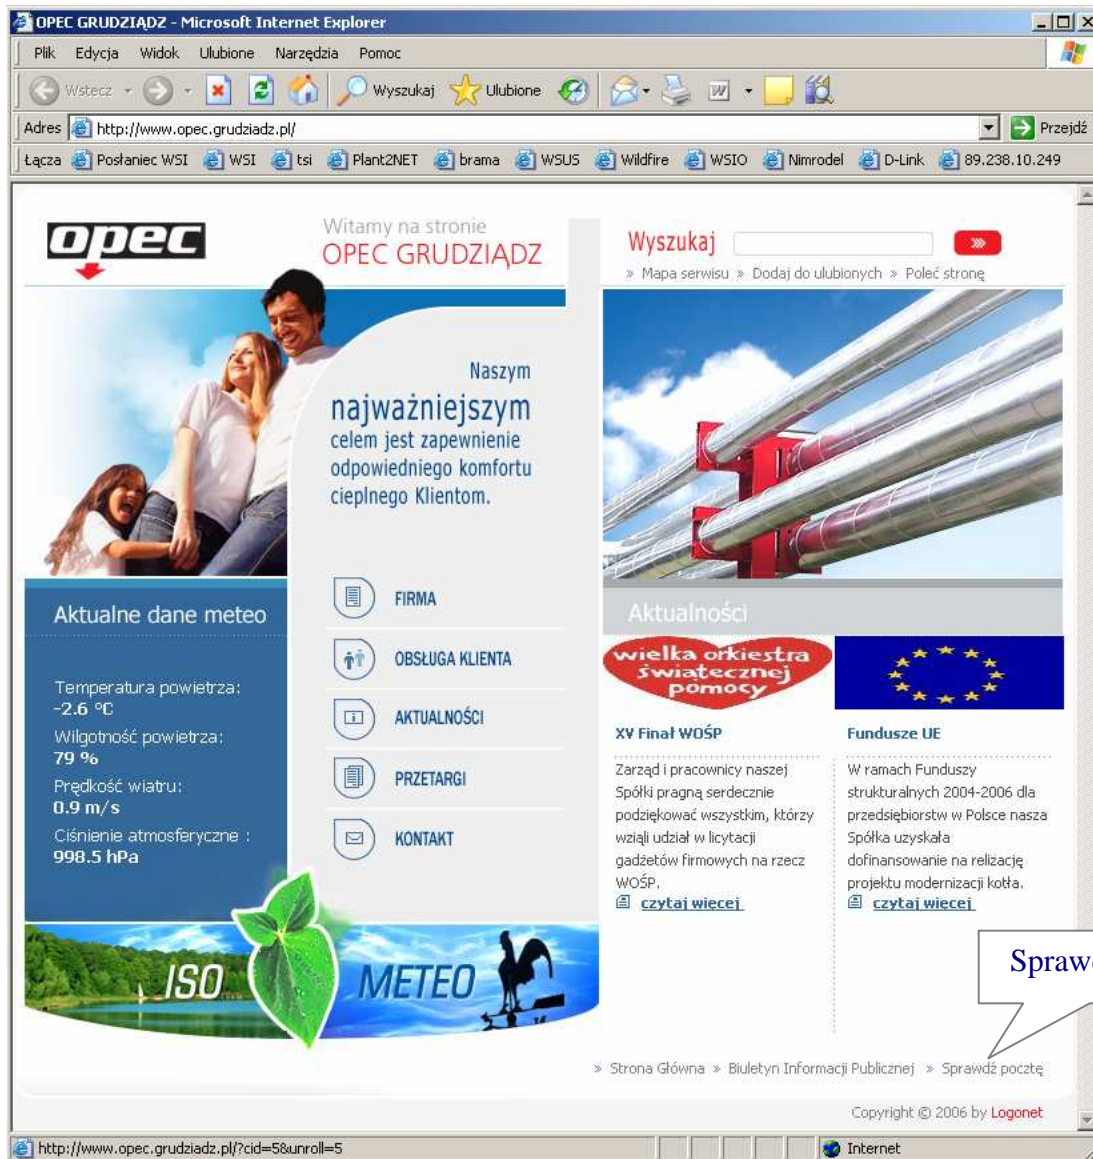 OPEC GRUDZIĄDZ - Microsoft Internet Explorer
Plik Edycja Widok Ulubione Narzędzia Pomoc
Wstecz Wyszukaj Ulubione
Adres http://www.opec.grudziadz.pl/ Przejdź
Łącza Posłaniec WSI WSI tsi Plant2NET brama WSUS Wildfire WSIO Nimrodel D-Link 89.238.10.249
opec
Witamy na stronie
OPEC GRUDZIĄDZ
Wyszukaj
» Mapa serwisu » Dodaj do ulubionych » Poleć stronę
Naszym
najważniejszym
celem jest zapewnienie
odpowiedniego komfortu
cieplnego Klientom.
FIRMA
OBSŁUGA KLIENTA
AKTUALNOŚCI
PRZETARGI
KONTAKT
Aktualne dane meteo
Temperatura powietrza:
-2.6 °C
Wilgotność powietrza:
79 %
Prędkość wiatru:
0.9 m/s
Ciśnienie atmosferyczne :
998.5 hPa
ISO METEO
Aktualności
wielka orkiestra
świątecznej
pomocy
XV Finał WOŚP
Zarząd i pracownicy naszej
Spółki pragną serdecznie
podziękować wszystkim, którzy
wziąli udział w licytacji
gadżetów firmowych na rzecz
WOŚP.
czytaj wiecej
Fundusze UE
W ramach Funduszy
strukturalnych 2004-2006 dla
przedsiębiorstw w Polsce nasza
Spółka uzyskała
dofinansowanie na relizację
projektu modernizacji kotła.
czytaj wiecej
» Strona Główna » Biuletyn Informacji Publicznej » Sprawdź pocztę
Copyright © 2006 by Logonet
http://www.opec.grudziadz.pl/?cid=5&unroll=5 Internet